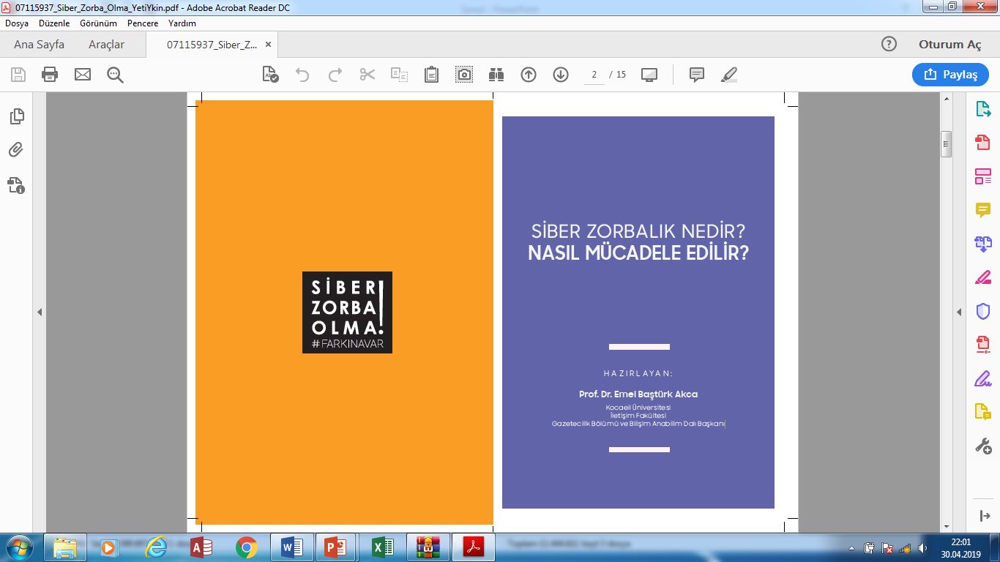 07115937_Siber_Zorba_Olma_YetiYkin.pdf - Adobe Acrobat Reader DC
Dosya Düzenle Görünüm Pencere Yardım
Ana Sayfa Araçlar 07115937_Siber_Z... Oturum Aç
2 / 15 Paylaş
SİBER
ZORBA
OLMA!
#FARKINAVAR
SİBER ZORBALIK NEDİR?
NASIL MÜCADELE EDİLİR?
HAZIRLAYAN:
Prof. Dr. Emel Baştürk Akca
Kocaeli Üniversitesi
İletişim Fakültesi
Gazetecilik Bölümü ve Bilişim Anabilim Dalı Başkanı
22:01
30.04.2019